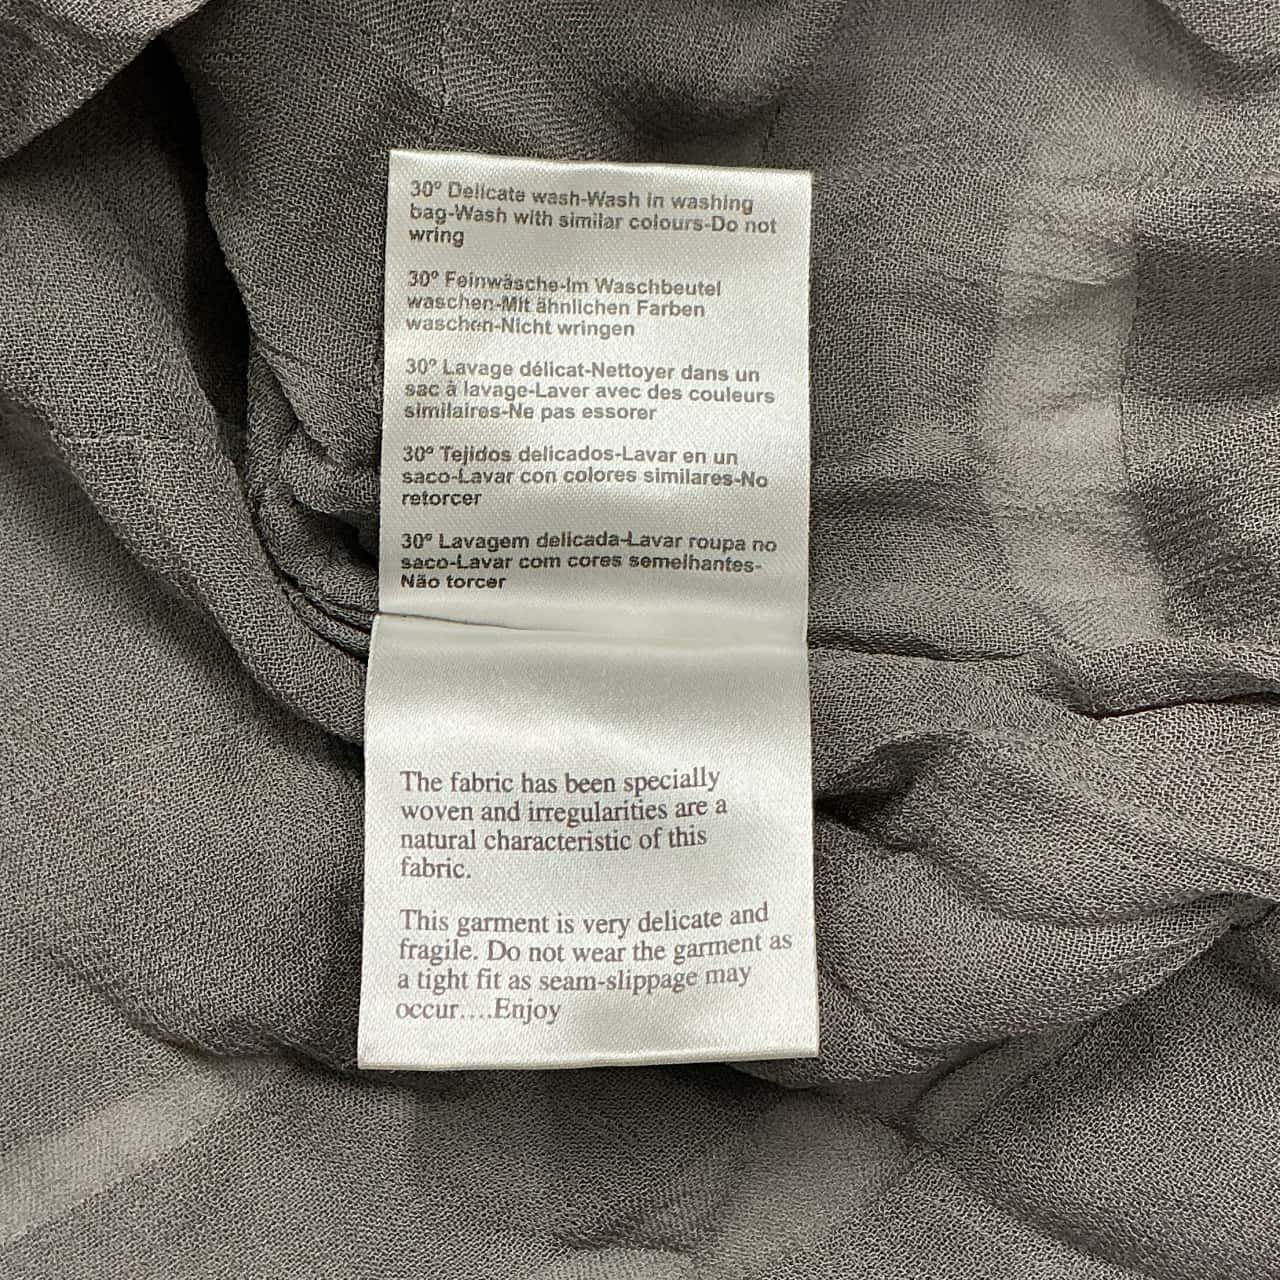 30° Delicate wash-Wash in washing
bag-Wash with similar colours-Do not
wring
30° Feinwäsche-Im Waschbeutel
waschen-Mit ähnlichen Farben
waschen-Nicht wringen
30° Lavage délicat-Nettoyer dans un
sac à lavage-Laver avec des couleurs
similaires-Ne pas essorer
30° Tejidos delicados-Lavar en un
saco-Lavar con colores similares-No
retorcer
30° Lavagem delicada-Lavar roupa no
saco-Lavar com cores semelhantes-
Não torcer
The fabric has been specially
woven and irregularities are a
natural characteristic of this
fabric.
This garment is very delicate and
fragile. Do not wear the garment as
a tight fit as seam-slippage may
occur....Enjoy